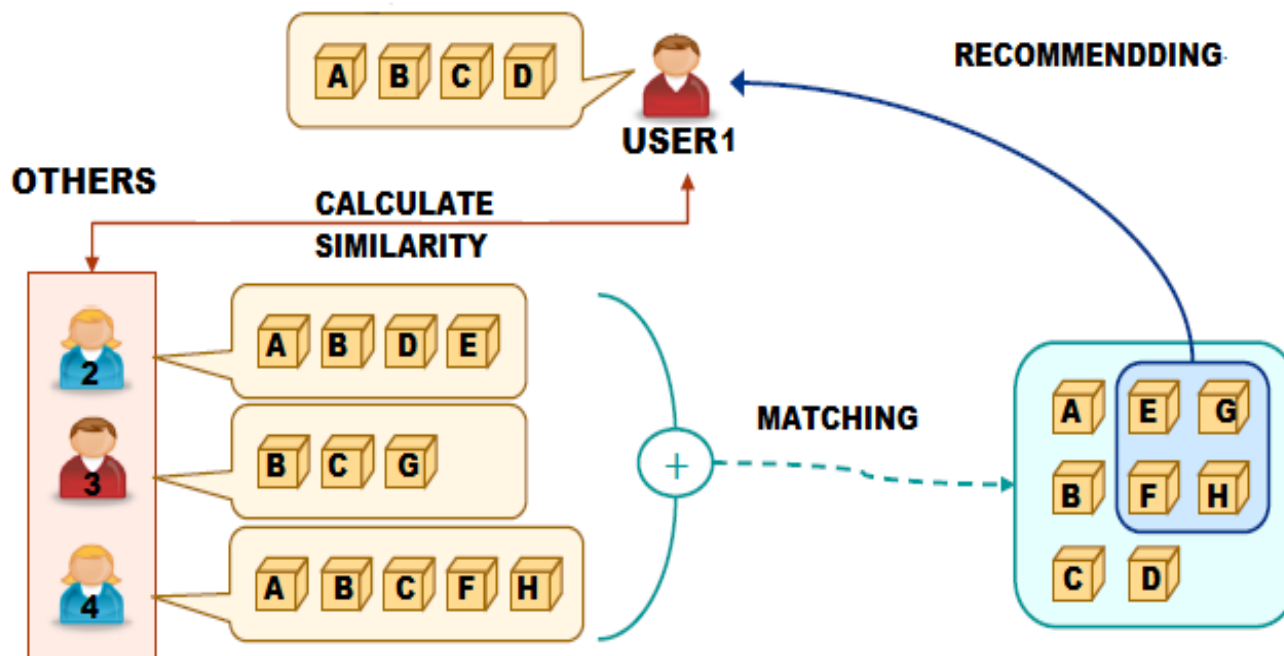 A B C D
RECOMMENDDING
USER1
OTHERS
CALCULATE
SIMILARITY
2
A B D E
3
B C G
4
A B C F H
+
MATCHING
A E G
B F H
C D